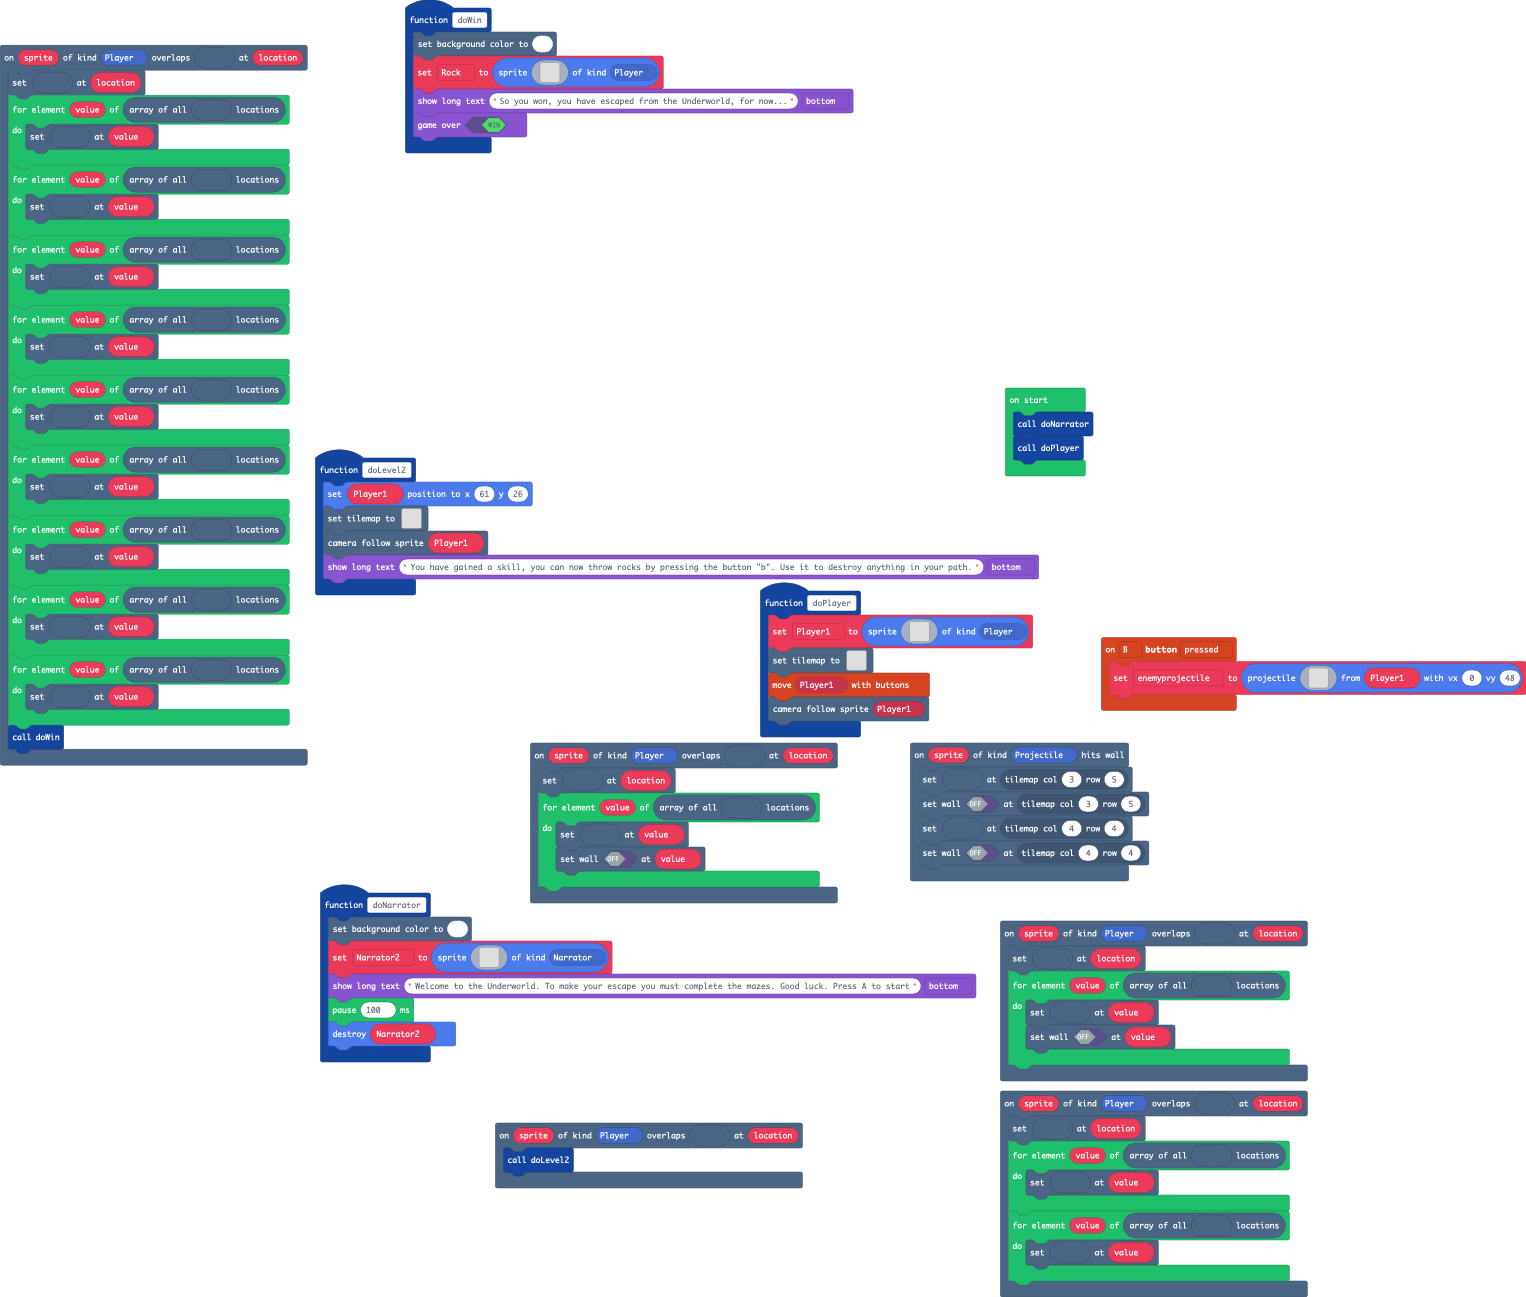 function doWin
set background color to
set Rock to sprite of kind Player
show long text " So you won, you have escaped from the Underworld, for now... " bottom
game over WIN
on sprite of kind Player overlaps at location
set at location
for element value of array of all locations
do set at value
for element value of array of all locations
do set at value
for element value of array of all locations
do set at value
for element value of array of all locations
do set at value
for element value of array of all locations
do set at value
for element value of array of all locations
do set at value
for element value of array of all locations
do set at value
for element value of array of all locations
do set at value
for element value of array of all locations
do set at value
call doWin
on start
call doNarrator
call doPlayer
function doLevel2
set Player1 position to x 61 y 26
set tilemap to
camera follow sprite Player1
show long text " You have gained a skill, you can now throw rocks by pressing the button "b". Use it to destroy anything in your path. " bottom
function doPlayer
set Player1 to sprite of kind Player
set tilemap to
move Player1 with buttons
camera follow sprite Player1
on B button pressed
set enemyprojectile to projectile from Player1 with vx 0 vy 48
on sprite of kind Player overlaps at location
set at location
for element value of array of all locations
do set at value
set wall OFF at value
on sprite of kind Projectile hits wall
set at tilemap col 3 row 5
set wall OFF at tilemap col 3 row 5
set at tilemap col 4 row 4
set wall OFF at tilemap col 4 row 4
function doNarrator
set background color to
set Narrator2 to sprite of kind Narrator
show long text " Welcome to the Underworld. To make your escape you must complete the mazes. Good luck. Press A to start " bottom
pause 100 ms
destroy Narrator2
on sprite of kind Player overlaps at location
set at location
for element value of array of all locations
do set at value
set wall OFF at value
on sprite of kind Player overlaps at location
call doLevel2
on sprite of kind Player overlaps at location
set at location
for element value of array of all locations
do set at value
for element value of array of all locations
do set at value